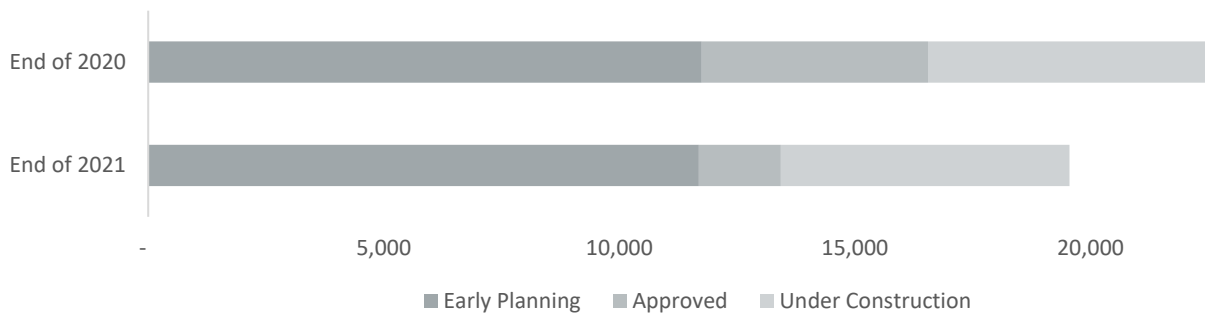 End of 2020
End of 2021
- 5,000 10,000 15,000 20,000
Early Planning Approved Under Construction